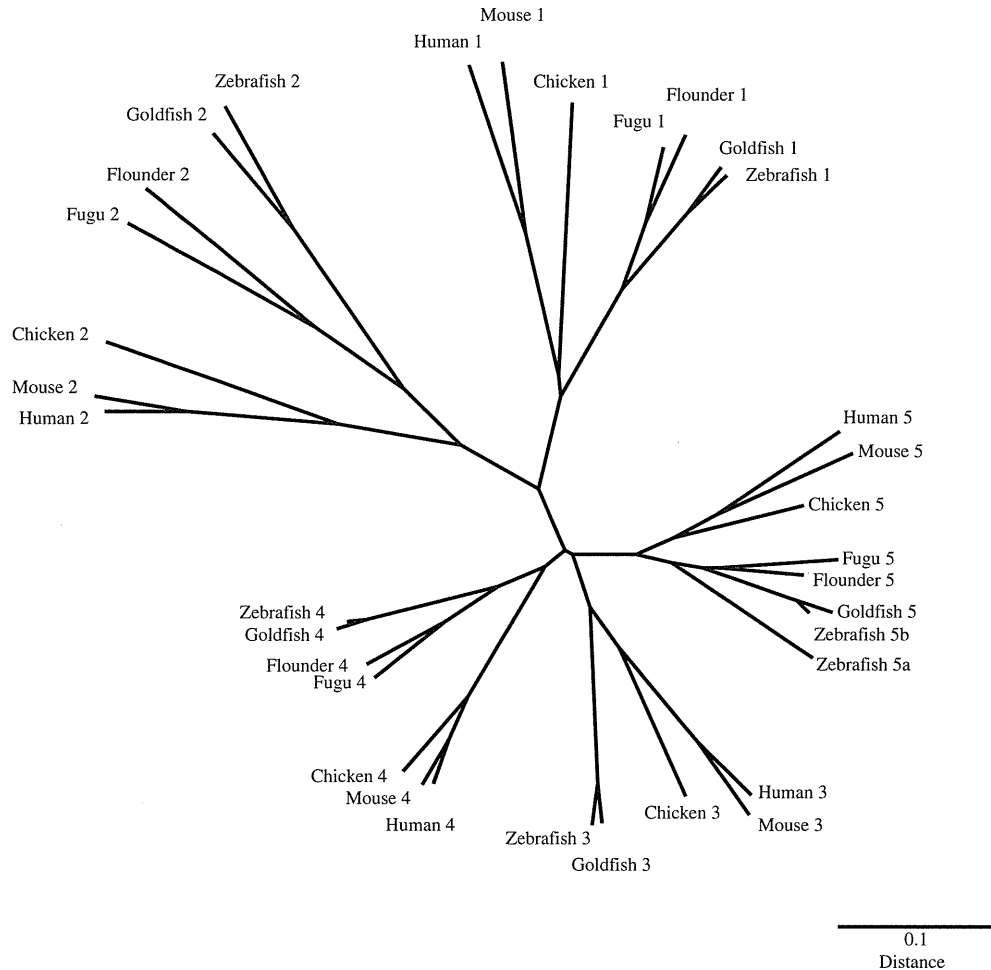 Mouse 1
Human 1
Zebrafish 2
Chicken 1
Flounder 1
Goldfish 2
Fugu 1
Goldfish 1
Flounder 2
Zebrafish 1
Fugu 2
Chicken 2
Mouse 2
Human 2
Human 5
Mouse 5
Chicken 5
Fugu 5
Flounder 5
Zebrafish 4
Goldfish 5
Goldfish 4
Zebrafish 5b
Flounder 4
Zebrafish 5a
Fugu 4
Chicken 4
Mouse 4
Human 3
Chicken 3
Human 4
Mouse 3
Zebrafish 3
Goldfish 3
0.1
Distance